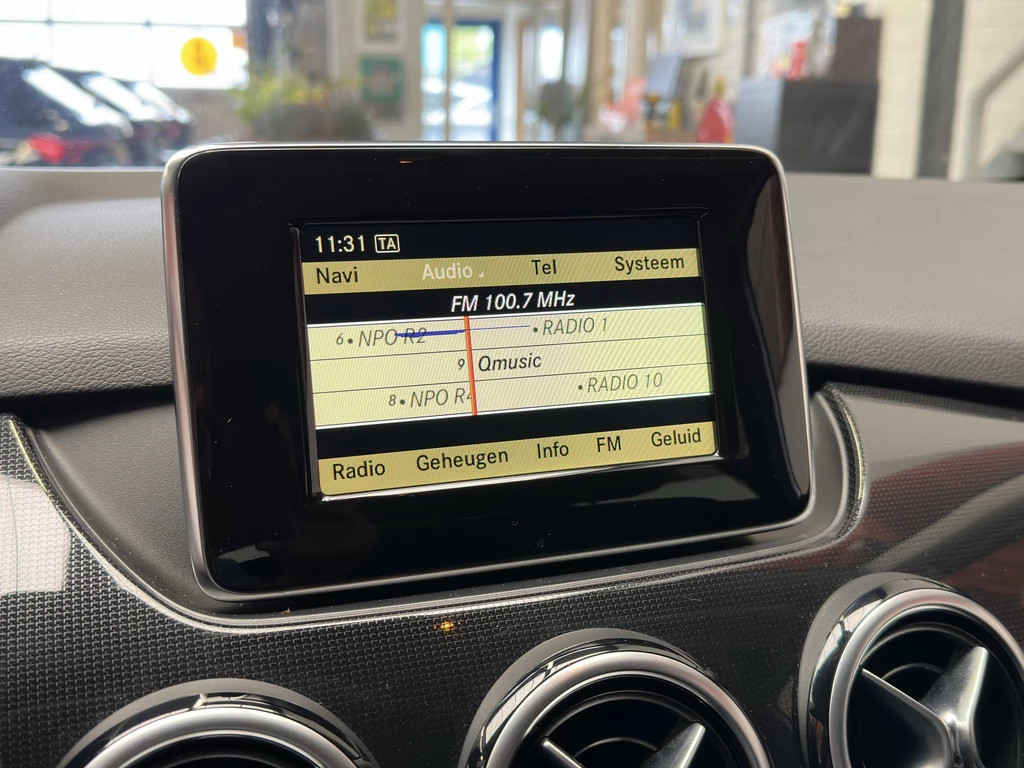 11:31 TA
Navi Audio Tel Systeem
FM 100.7 MHz
6 • NPO R2 • RADIO 1
9 Qmusic
8 • NPO R4 • RADIO 10
Radio Geheugen Info FM Geluid